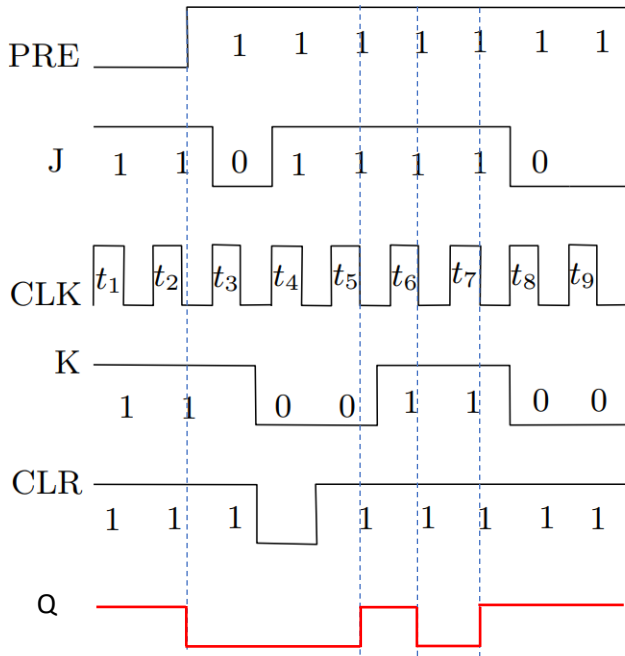 PRE 1 1 1 1 1 1 1
J 1 1 0 1 1 1 1 0
CLK t₁ t₂ t₃ t₄ t₅ t₆ t₇ t₈ t₉
K 1 1 0 0 1 1 0 0
CLR 1 1 1 1 1 1 1 1
Q